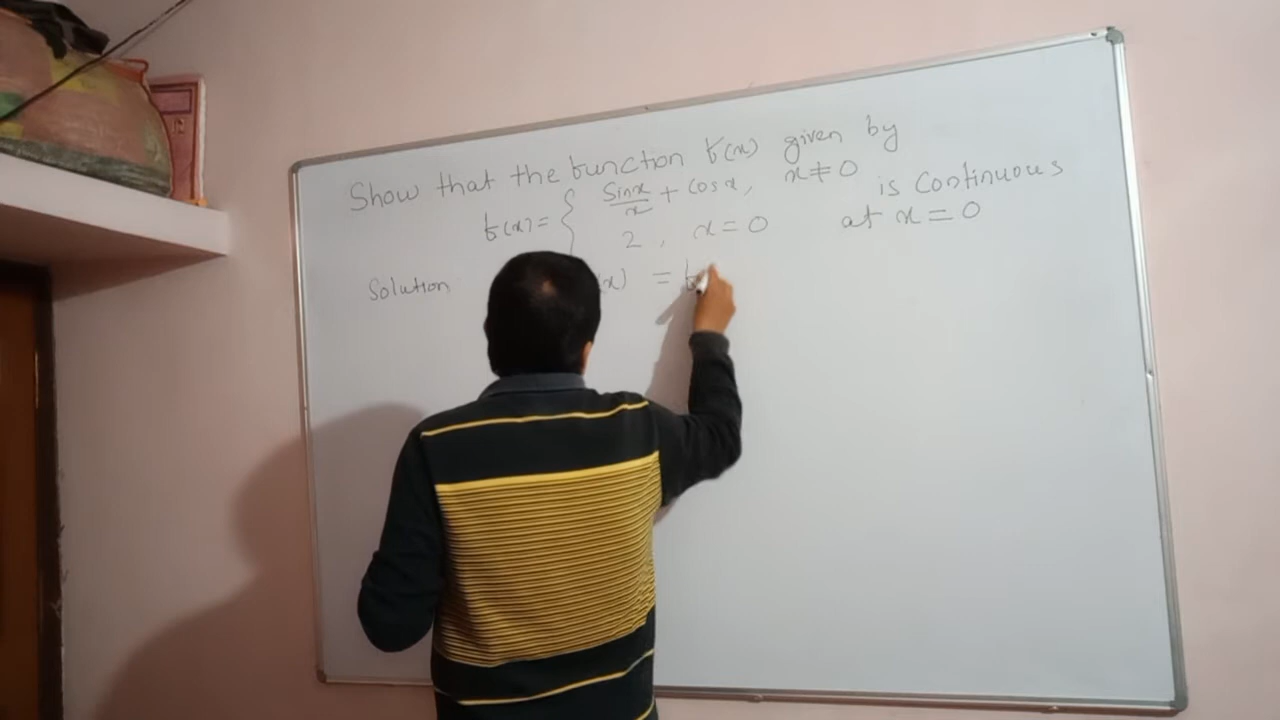 Show that the function f(x) given by
f(x) = { sinx/x + cosx, x ≠ 0 is continuous
2, x = 0 at x = 0
Solution (x) = f